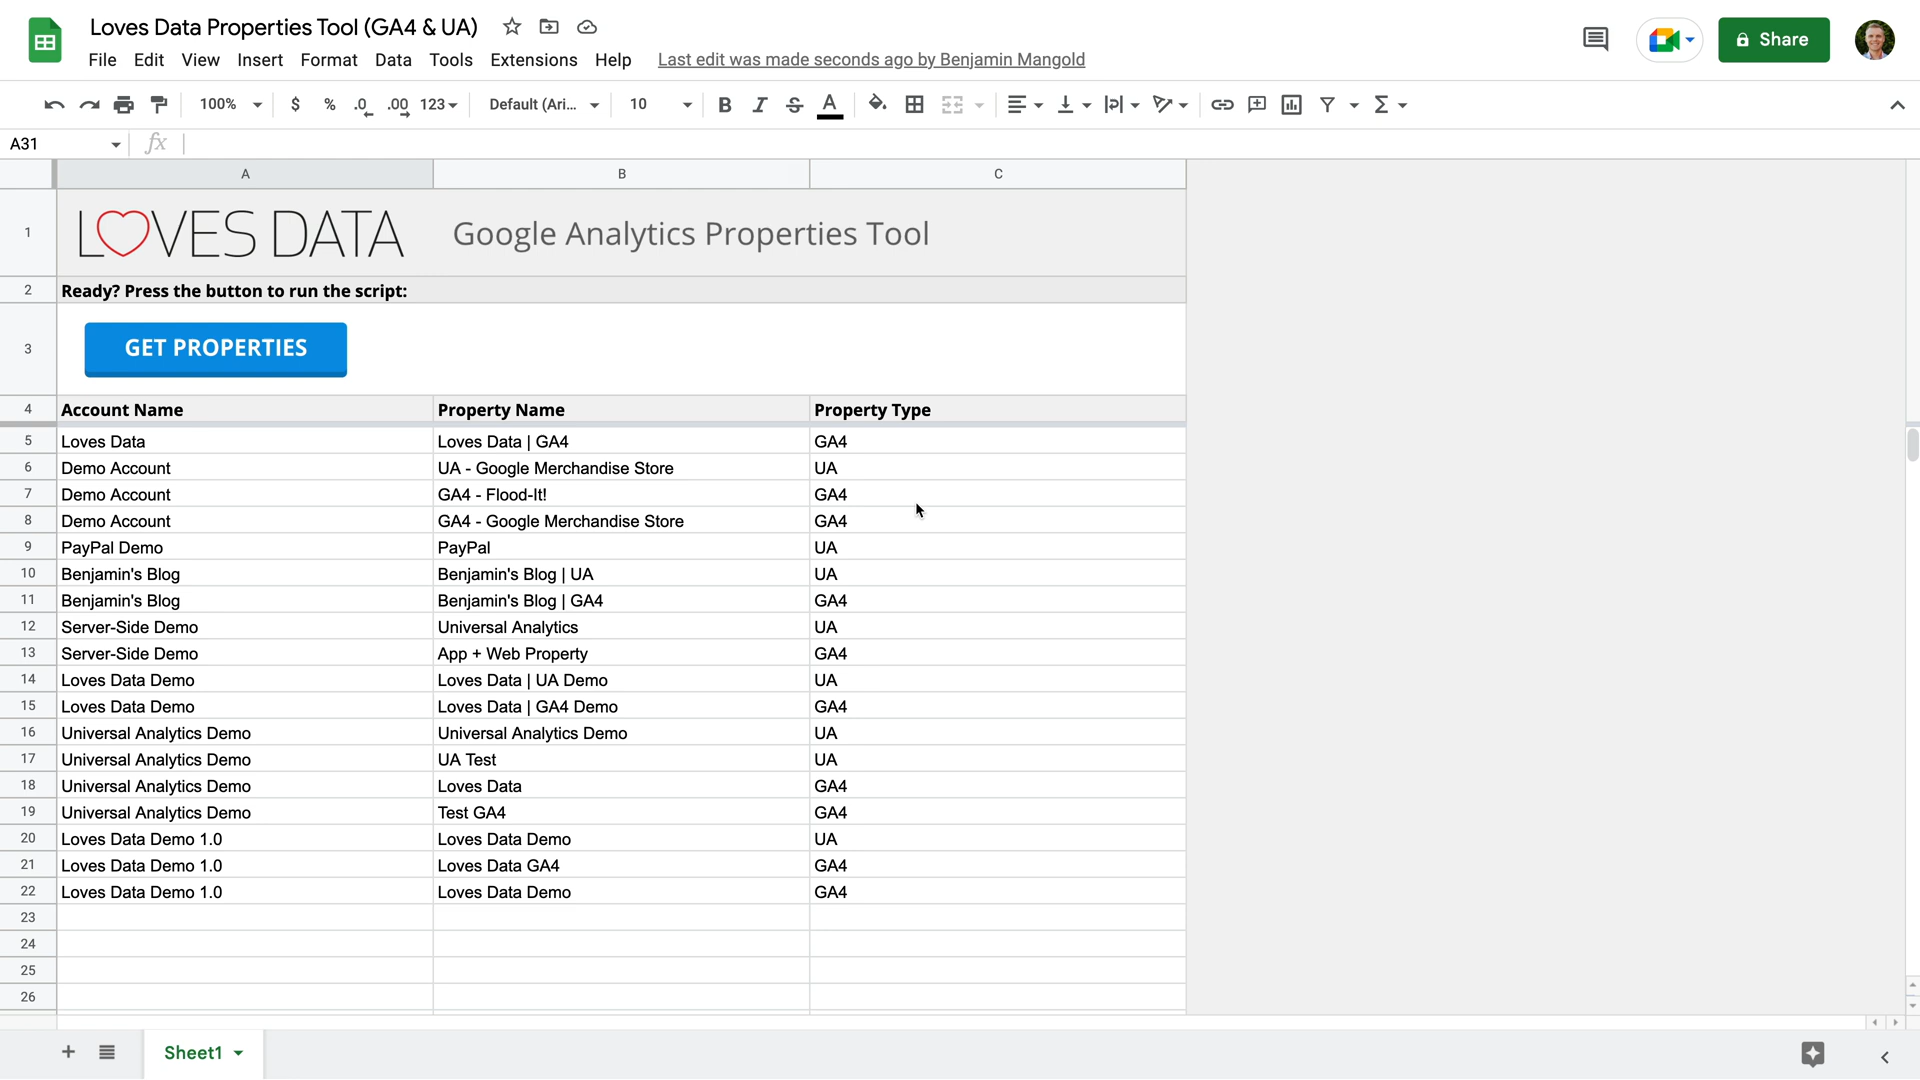 Loves Data Properties Tool (GA4 & UA)
File Edit View Insert Format Data Tools Extensions Help Last edit was made seconds ago by Benjamin Mangold
Share
100% $ % .0 .00 123 Default (Ari... 10 B I S A
A31 fx
A B C
1 LOVES DATA Google Analytics Properties Tool
2 Ready? Press the button to run the script:
3 GET PROPERTIES
4 Account Name Property Name Property Type
5 Loves Data Loves Data | GA4 GA4
6 Demo Account UA - Google Merchandise Store UA
7 Demo Account GA4 - Flood-It! GA4
8 Demo Account GA4 - Google Merchandise Store GA4
9 PayPal Demo PayPal UA
10 Benjamin's Blog Benjamin's Blog | UA UA
11 Benjamin's Blog Benjamin's Blog | GA4 GA4
12 Server-Side Demo Universal Analytics UA
13 Server-Side Demo App + Web Property GA4
14 Loves Data Demo Loves Data | UA Demo UA
15 Loves Data Demo Loves Data | GA4 Demo GA4
16 Universal Analytics Demo Universal Analytics Demo UA
17 Universal Analytics Demo UA Test UA
18 Universal Analytics Demo Loves Data GA4
19 Universal Analytics Demo Test GA4 GA4
20 Loves Data Demo 1.0 Loves Data Demo UA
21 Loves Data Demo 1.0 Loves Data GA4 GA4
22 Loves Data Demo 1.0 Loves Data Demo GA4
23
24
25
26
Sheet1